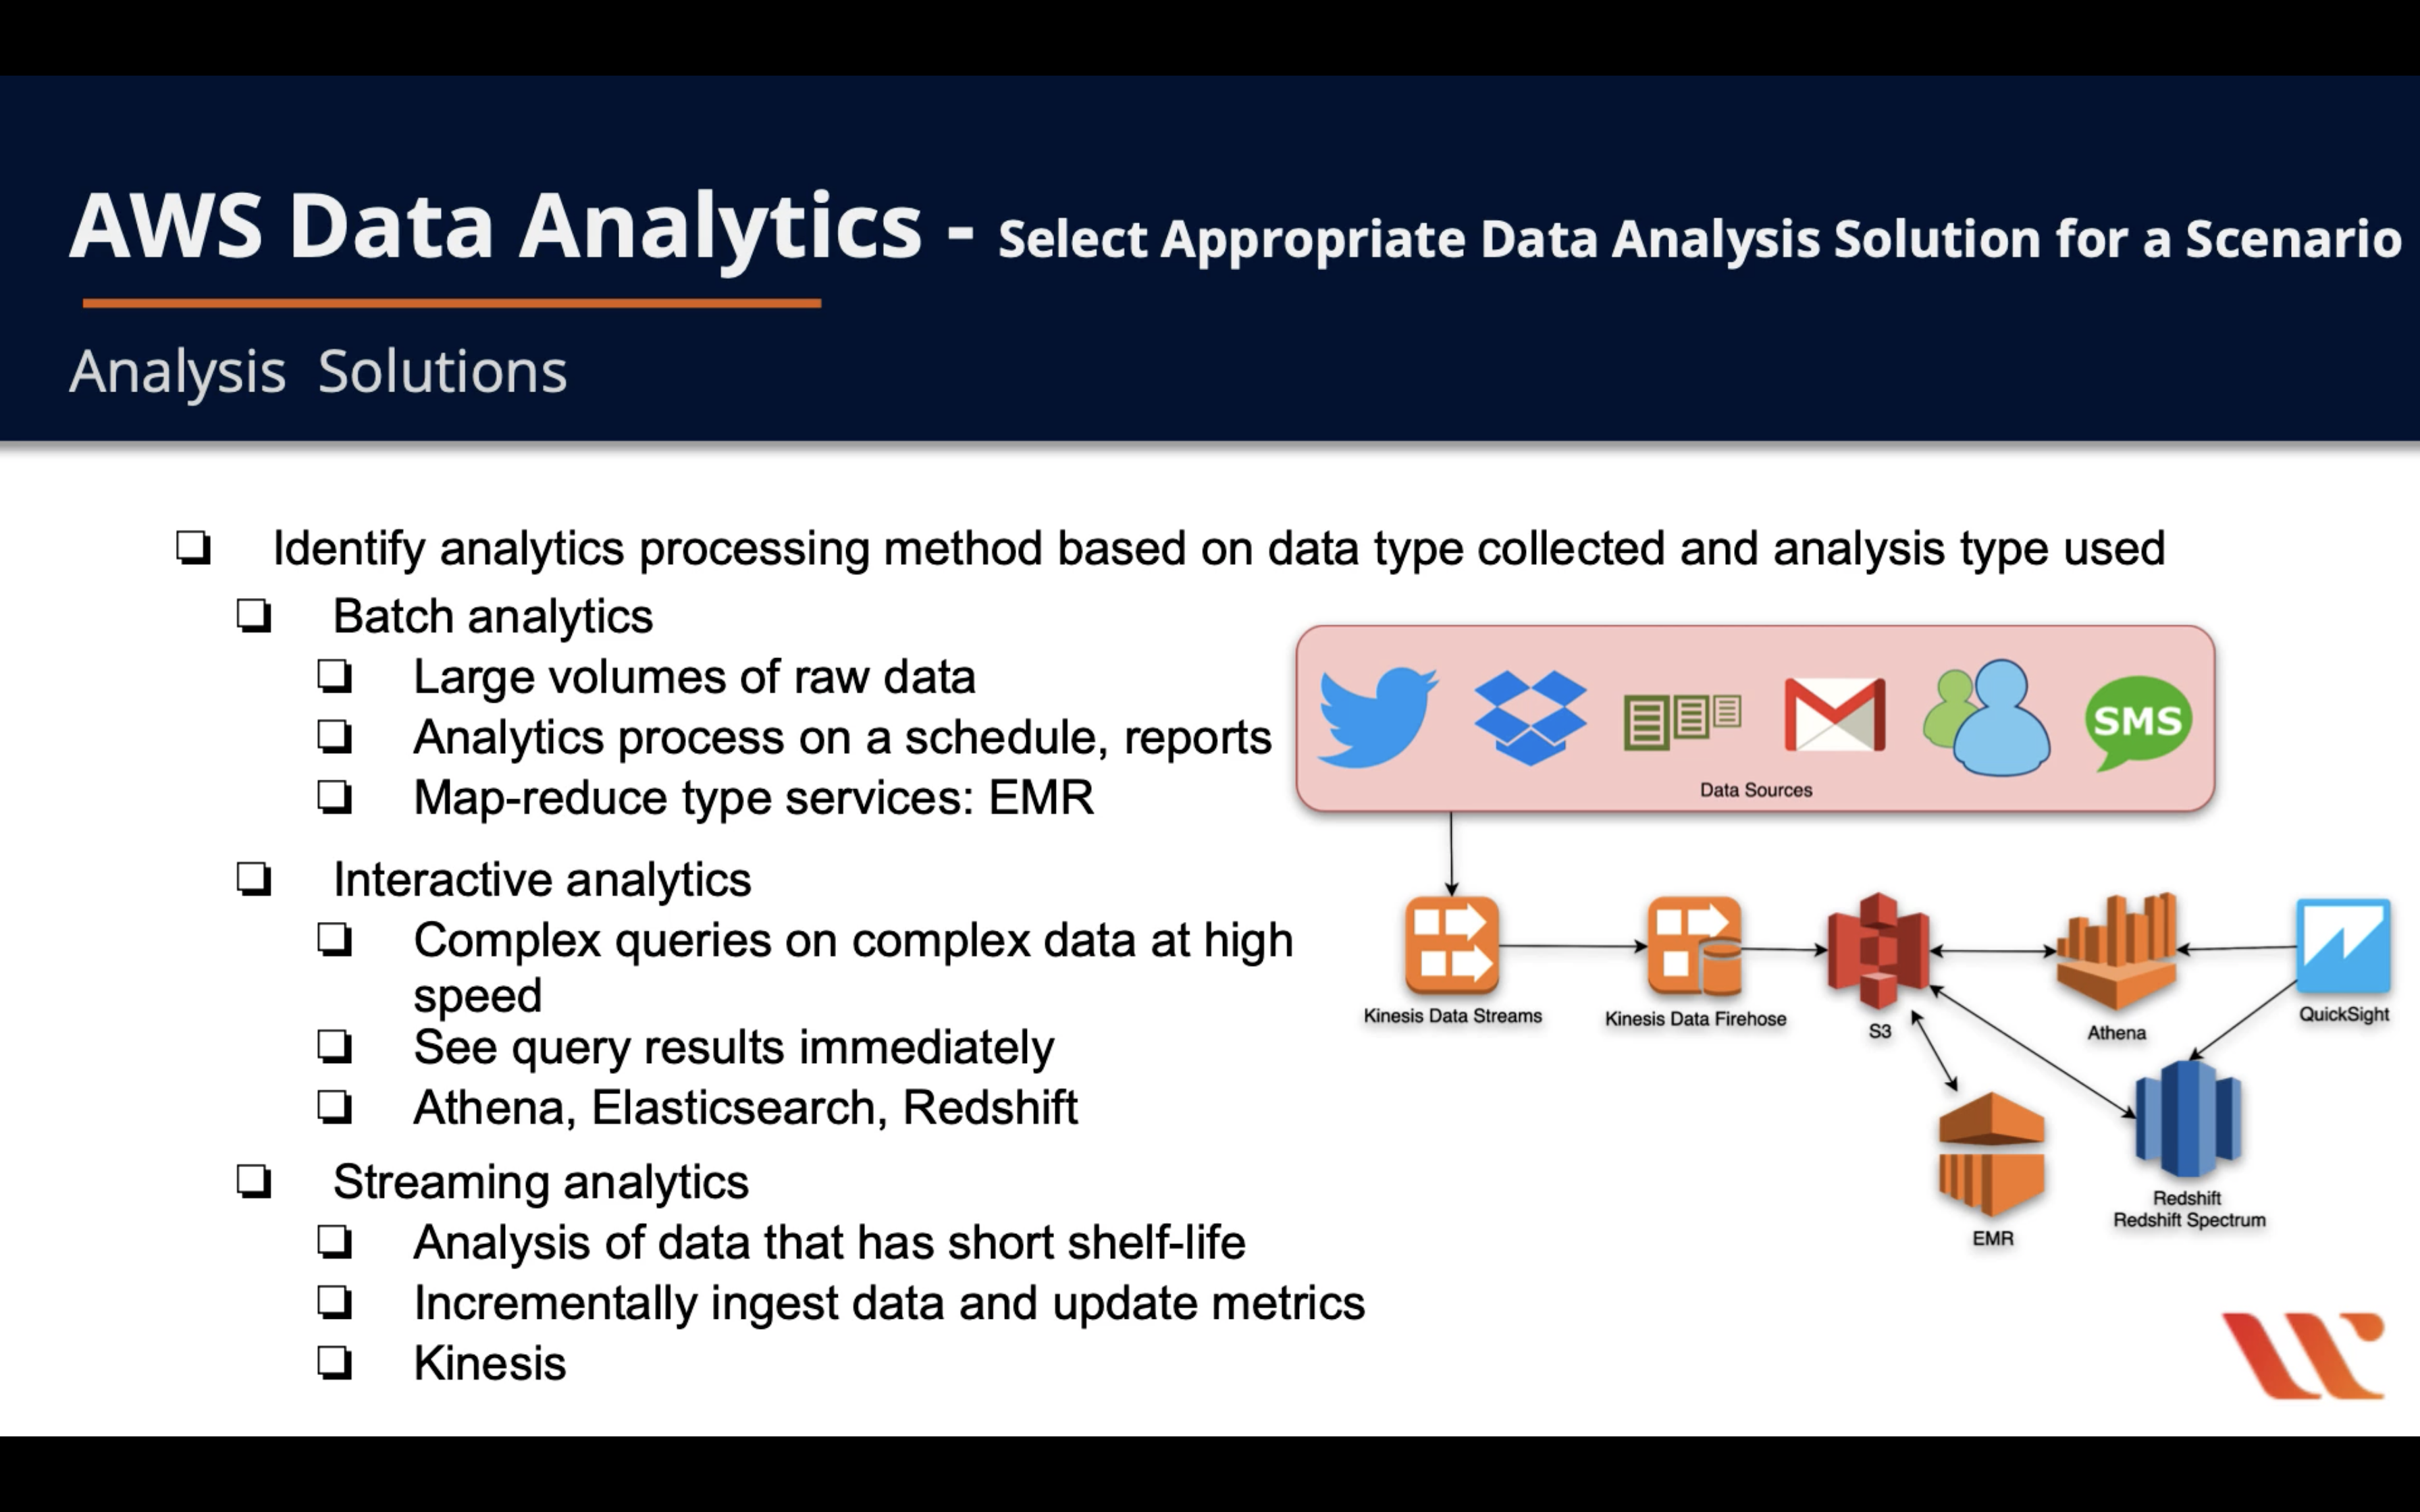 AWS Data Analytics - Select Appropriate Data Analysis Solution for a Scenario
Analysis Solutions
Identify analytics processing method based on data type collected and analysis type used
Batch analytics
Large volumes of raw data
Analytics process on a schedule, reports
Map-reduce type services: EMR
Interactive analytics
Complex queries on complex data at high
speed
See query results immediately
Athena, Elasticsearch, Redshift
Streaming analytics
Analysis of data that has short shelf-life
Incrementally ingest data and update metrics
Kinesis
SMS
Data Sources
Kinesis Data Streams
Kinesis Data Firehose
S3
Athena
QuickSight
EMR
Redshift
Redshift Spectrum